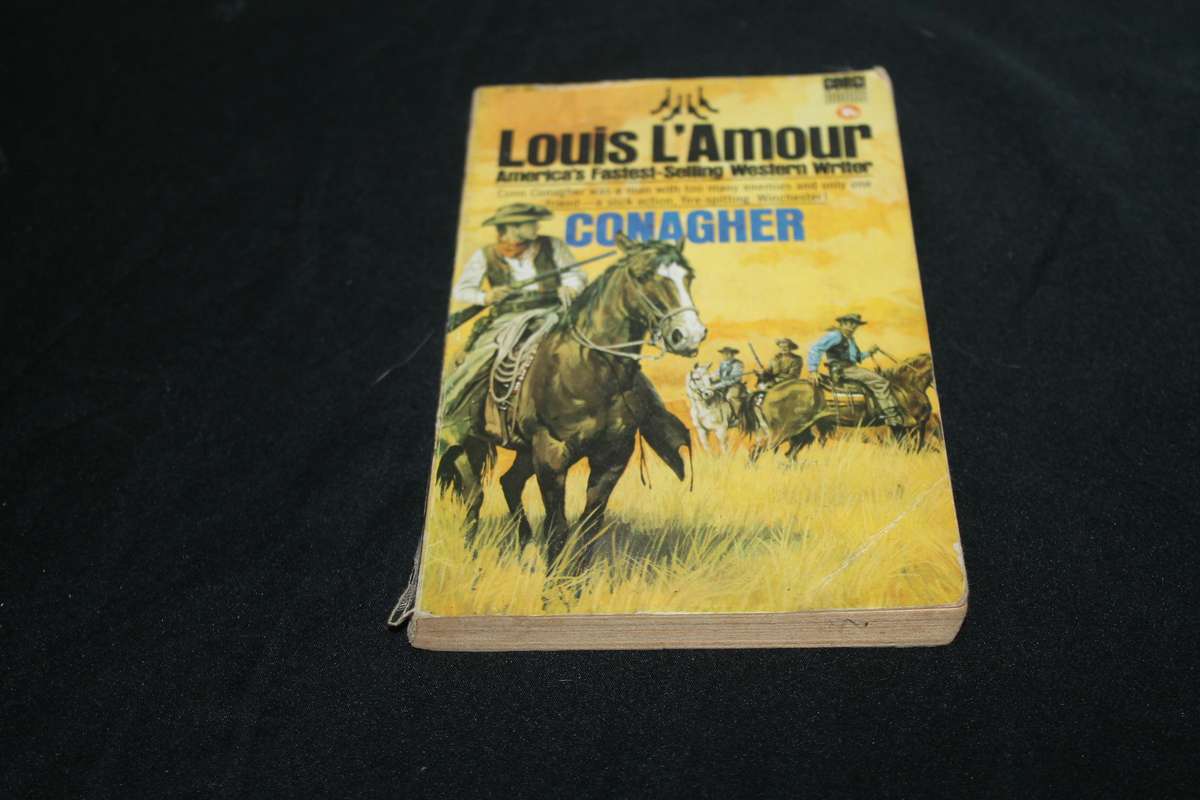 CORGI
Louis L'Amour
America's Fastest-Selling Western Writer
Conn Conagher was a man with too many enemies and only one
friend—a slick action, fire-spitting, Winchester!
CONAGHER